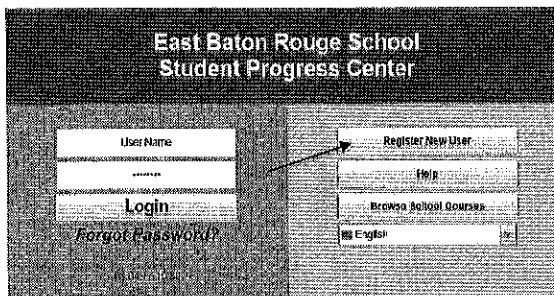 East Baton Rouge School
Student Progress Center
User Name
Login
Forgot Password?
Register New User
Help
Browse School Courses
English